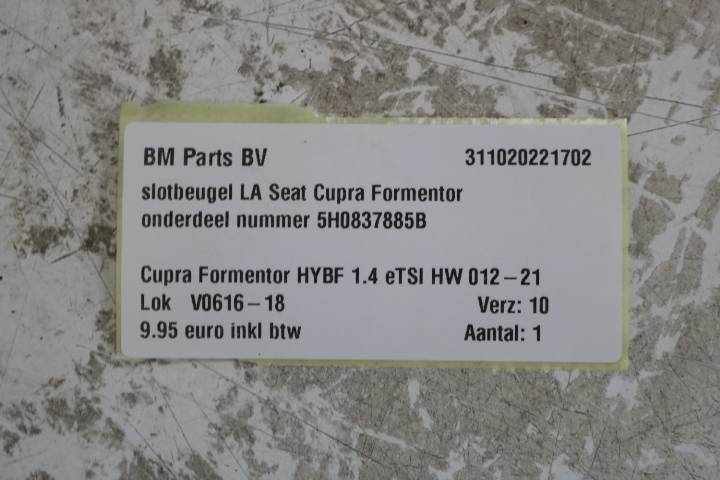 BM Parts BV 311020221702
slotbeugel LA Seat Cupra Formentor
onderdeel nummer 5H0837885B
Cupra Formentor HYBF 1.4 eTSI HW 012-21
Lok V0616-18 Verz: 10
9.95 euro inkl btw Aantal: 1